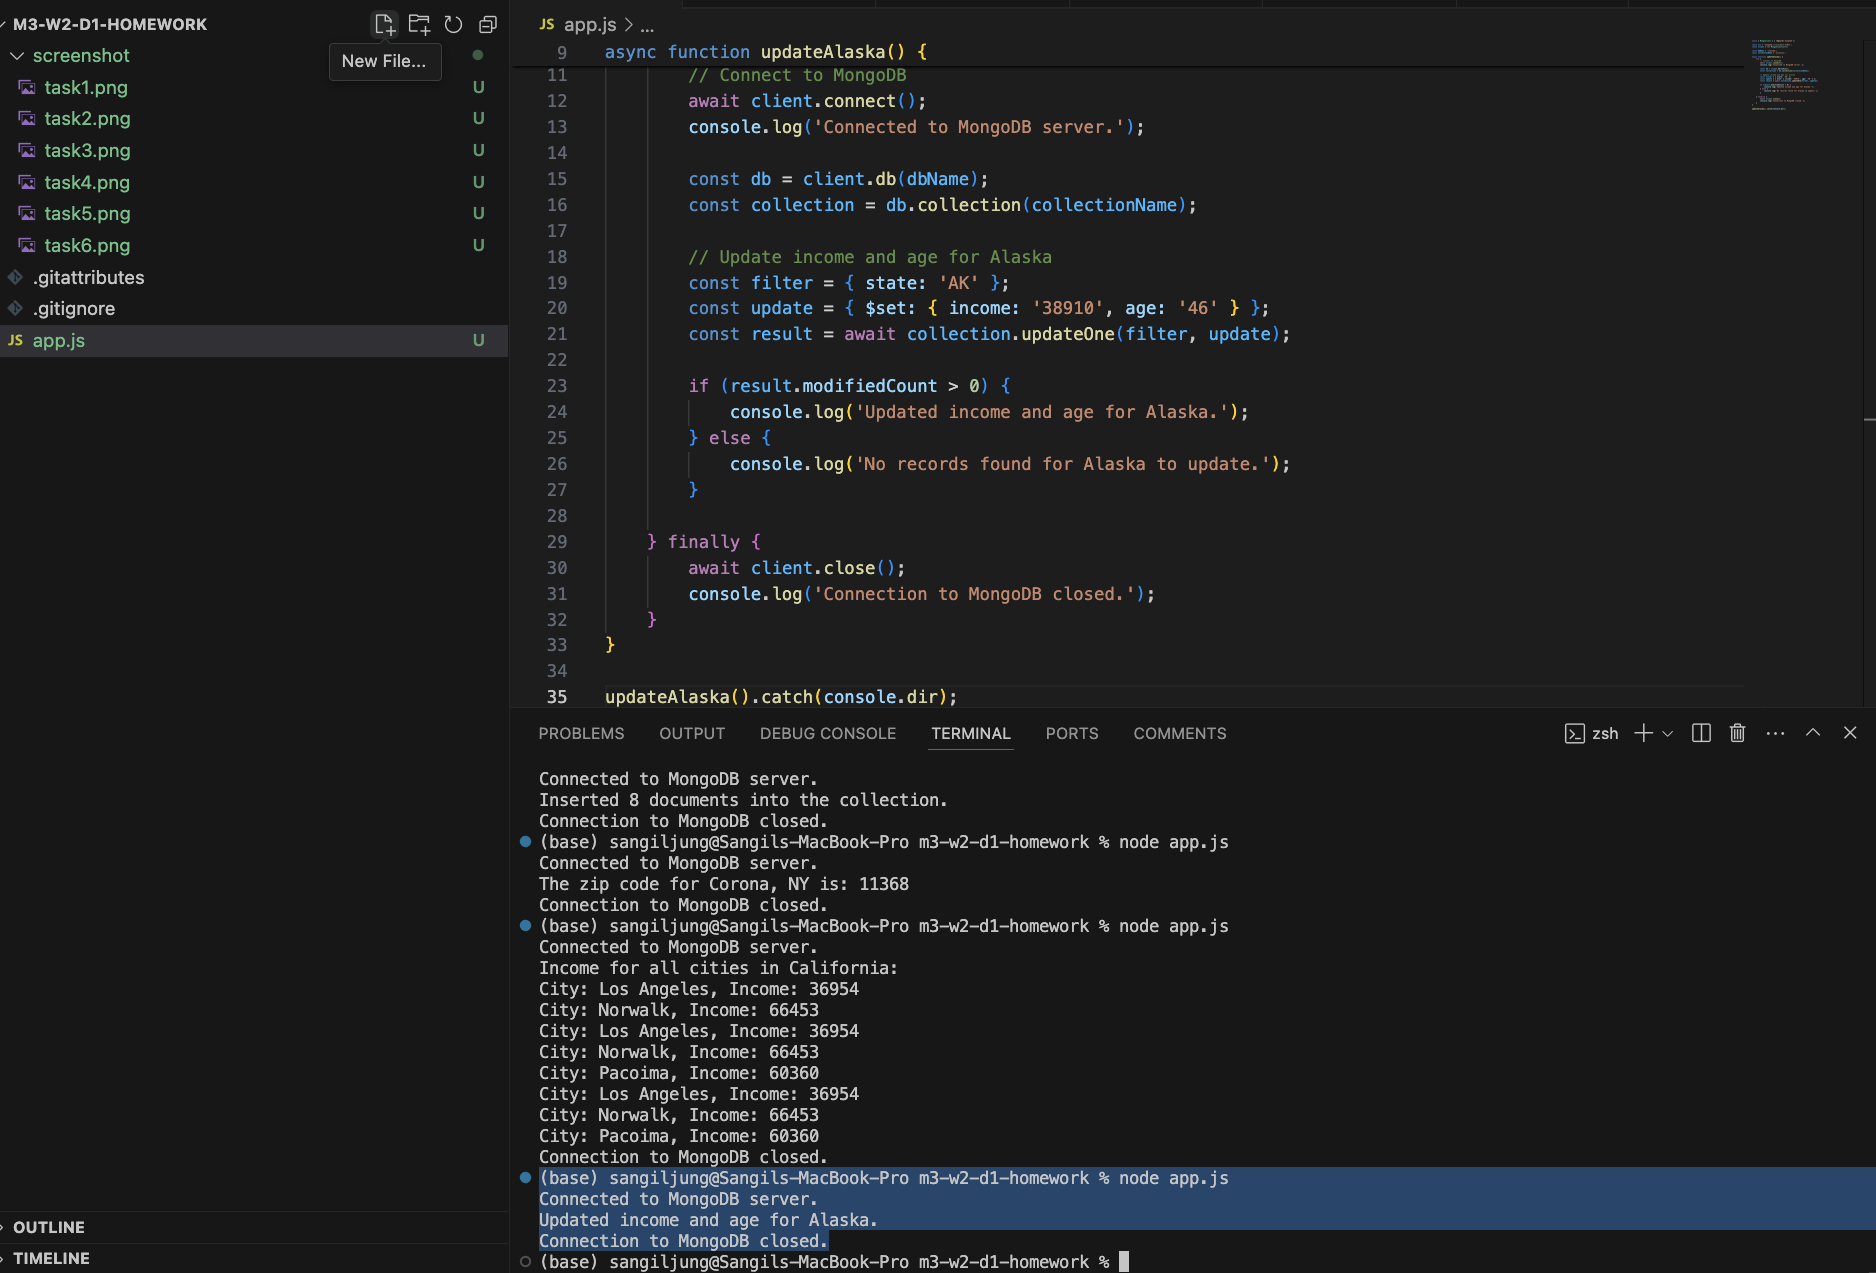 M3-W2-D1-HOMEWORK
New File...
screenshot
task1.png U
task2.png U
task3.png U
task4.png U
task5.png U
task6.png U
.gitattributes
.gitignore
JS app.js U
OUTLINE
TIMELINE
JS app.js > ...
9 async function updateAlaska() {
11 // Connect to MongoDB
12 await client.connect();
13 console.log('Connected to MongoDB server.');
14
15 const db = client.db(dbName);
16 const collection = db.collection(collectionName);
17
18 // Update income and age for Alaska
19 const filter = { state: 'AK' };
20 const update = { $set: { income: '38910', age: '46' } };
21 const result = await collection.updateOne(filter, update);
22
23 if (result.modifiedCount > 0) {
24 console.log('Updated income and age for Alaska.');
25 } else {
26 console.log('No records found for Alaska to update.');
27 }
28
29 } finally {
30 await client.close();
31 console.log('Connection to MongoDB closed.');
32 }
33 }
34
35 updateAlaska().catch(console.dir);
PROBLEMS OUTPUT DEBUG CONSOLE TERMINAL PORTS COMMENTS zsh
Connected to MongoDB server.
Inserted 8 documents into the collection.
Connection to MongoDB closed.
(base) sangiljung@Sangils-MacBook-Pro m3-w2-d1-homework % node app.js
Connected to MongoDB server.
The zip code for Corona, NY is: 11368
Connection to MongoDB closed.
(base) sangiljung@Sangils-MacBook-Pro m3-w2-d1-homework % node app.js
Connected to MongoDB server.
Income for all cities in California:
City: Los Angeles, Income: 36954
City: Norwalk, Income: 66453
City: Los Angeles, Income: 36954
City: Norwalk, Income: 66453
City: Pacoima, Income: 60360
City: Los Angeles, Income: 36954
City: Norwalk, Income: 66453
City: Pacoima, Income: 60360
Connection to MongoDB closed.
(base) sangiljung@Sangils-MacBook-Pro m3-w2-d1-homework % node app.js
Connected to MongoDB server.
Updated income and age for Alaska.
Connection to MongoDB closed.
(base) sangiljung@Sangils-MacBook-Pro m3-w2-d1-homework %